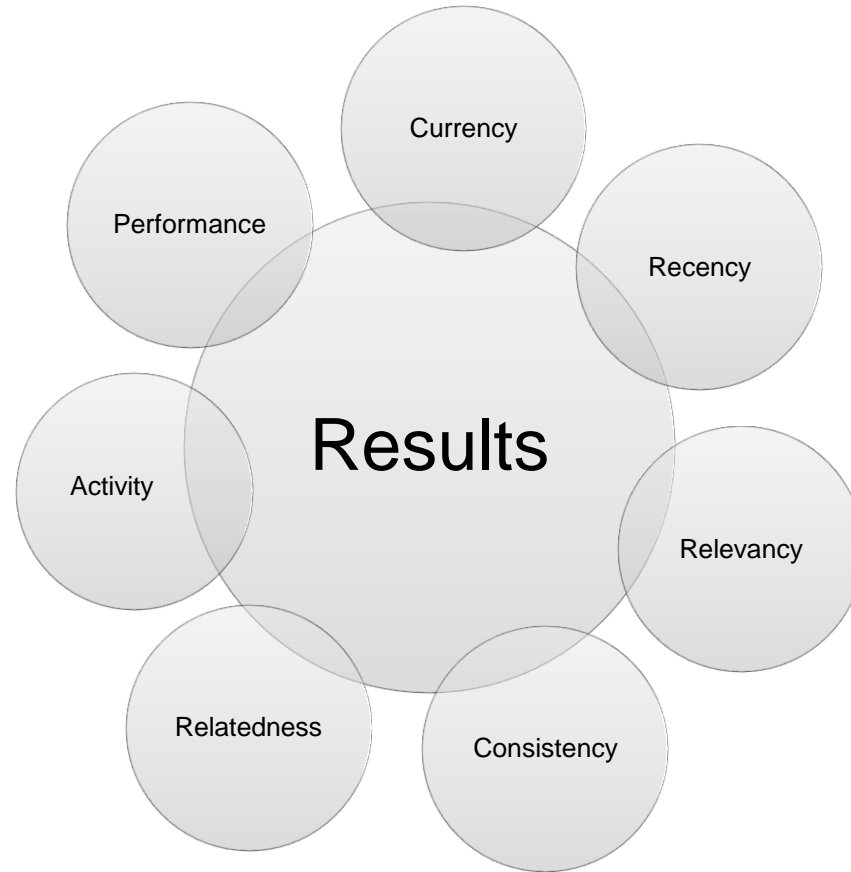 Currency
Performance
Recency
Results
Activity
Relevancy
Relatedness
Consistency